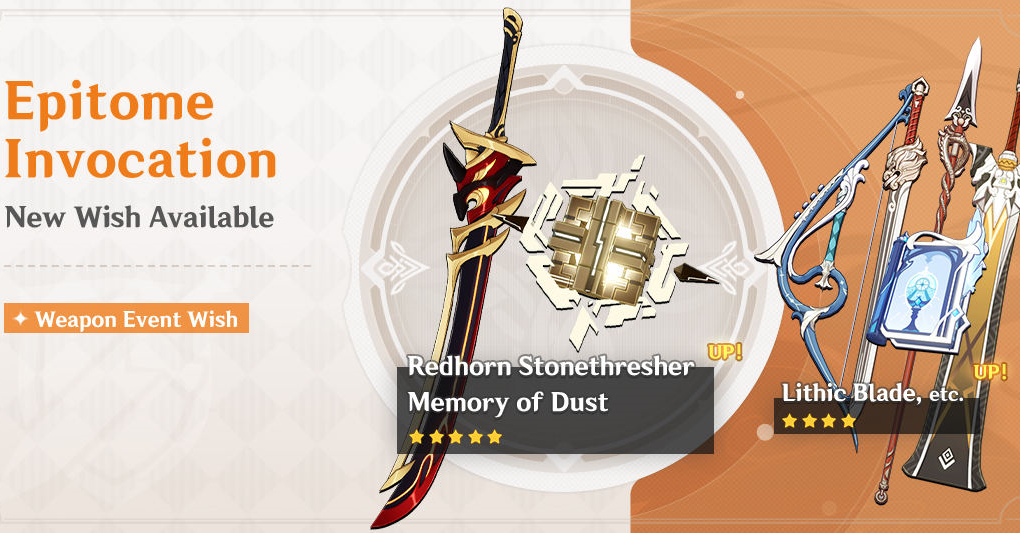 Epitome
Invocation
New Wish Available
✦ Weapon Event Wish
Redhorn Stonethresher
UP!
Memory of Dust
★★★★★
UP!
Lithic Blade, etc.
★★★★